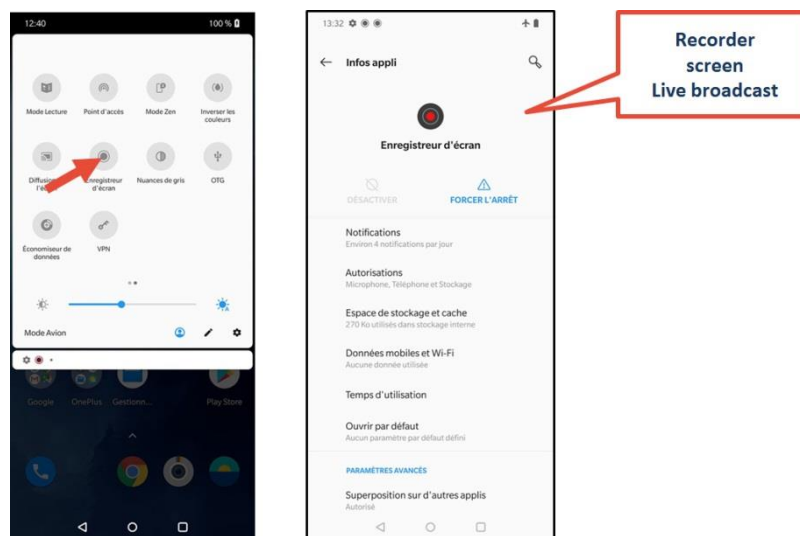 12:40
100 %
Mode Lecture
Point d'accès
Mode Zen
Inverser les
couleurs
Diffusion
l'é
Enregistreur
d'écran
Nuances de gris
OTG
Économiseur de
données
VPN
Mode Avion
Google
OnePlus
Gestionn...
Play Store
13:32
Infos appli
Enregistreur d'écran
DÉSACTIVER
FORCER L'ARRÊT
Notifications
Environ 4 notifications par jour
Autorisations
Microphone, Téléphone et Stockage
Espace de stockage et cache
270 Ko utilisés dans stockage interne
Données mobiles et Wi-Fi
Aucune donnée utilisée
Temps d'utilisation
Ouvrir par défaut
Aucun paramètre par défaut défini
PARAMÈTRES AVANCÉS
Superposition sur d'autres applis
Autorisé
Recorder
screen
Live broadcast